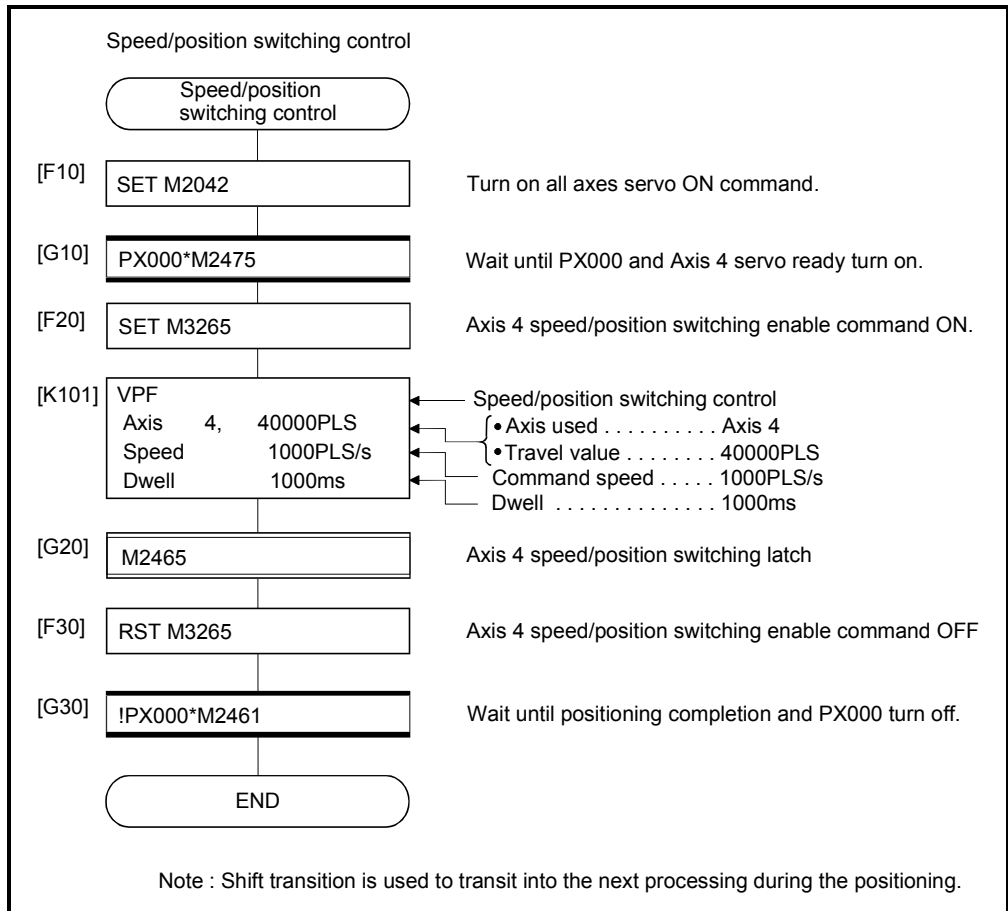 Speed/position switching control
Speed/position
switching control
[F10] SET M2042 Turn on all axes servo ON command.
[G10] PX000*M2475 Wait until PX000 and Axis 4 servo ready turn on.
[F20] SET M3265 Axis 4 speed/position switching enable command ON.
[K101] VPF Speed/position switching control
Axis 4, 40000PLS •Axis used . . . . . . . . . . Axis 4
•Travel value . . . . . . . . 40000PLS
Speed 1000PLS/s Command speed . . . . . 1000PLS/s
Dwell 1000ms Dwell . . . . . . . . . . . . . . 1000ms
[G20] M2465 Axis 4 speed/position switching latch
[F30] RST M3265 Axis 4 speed/position switching enable command OFF
[G30] !PX000*M2461 Wait until positioning completion and PX000 turn off.
END
Note : Shift transition is used to transit into the next processing during the positioning.